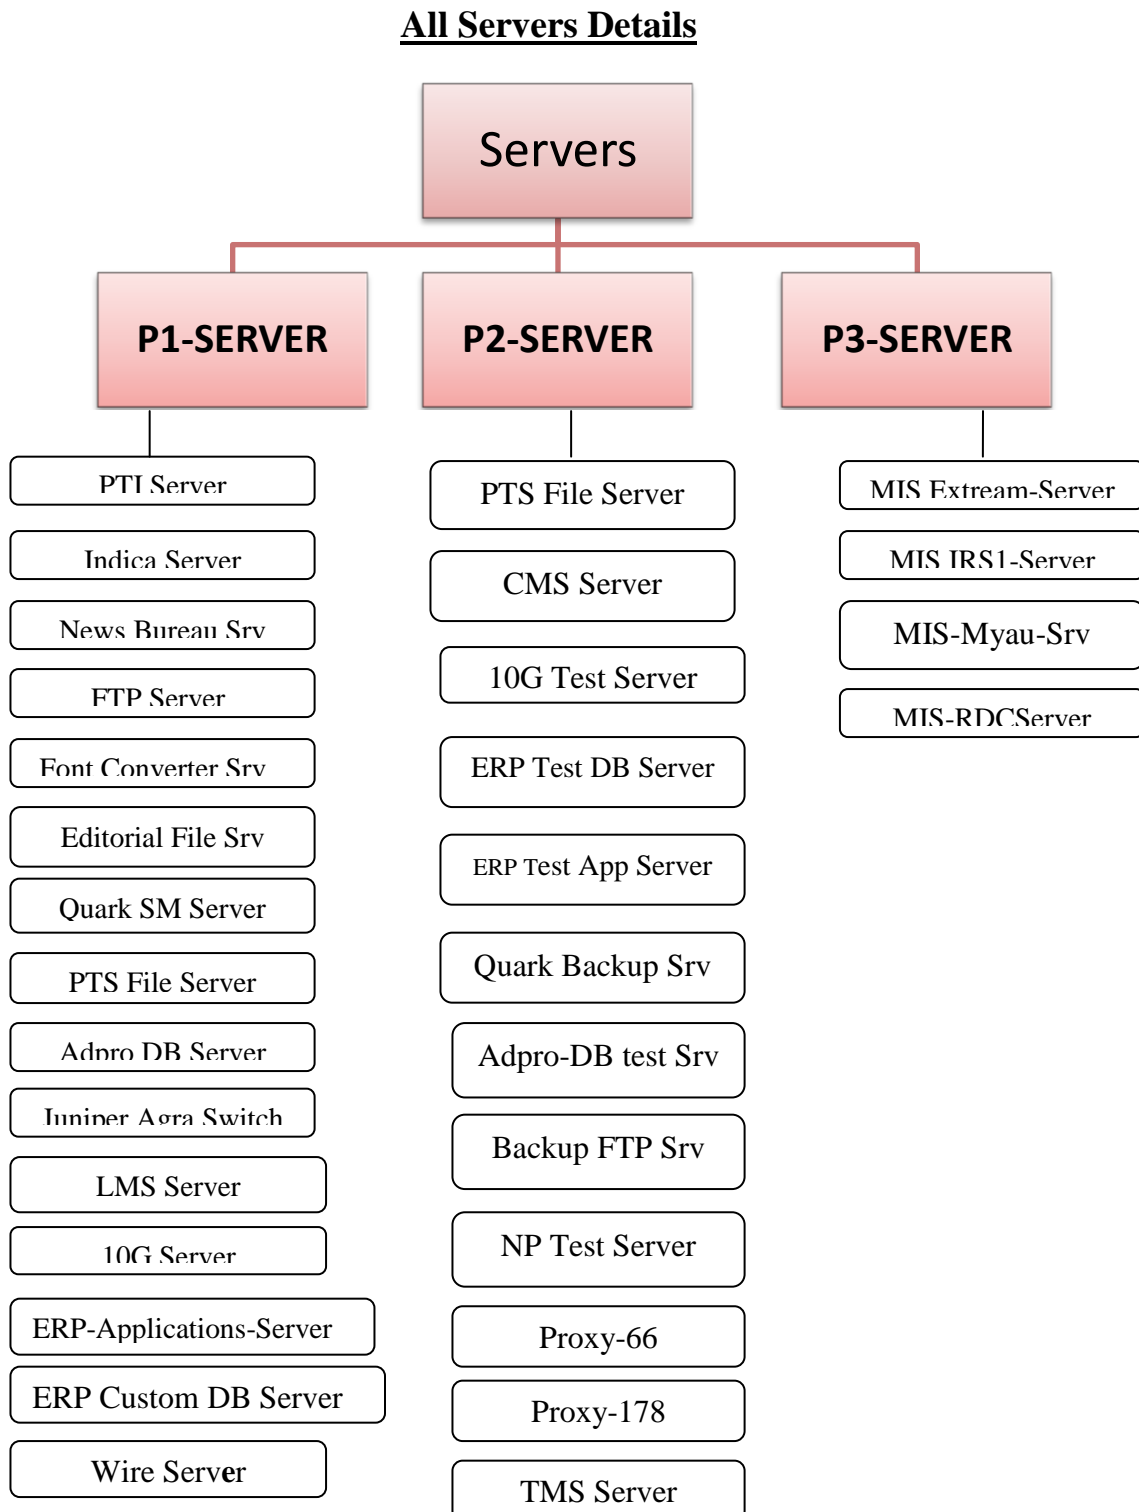 All Servers Details
Servers
P1-SERVER
P2-SERVER
P3-SERVER
PTI Server
Indica Server
News Bureau Srv
FTP Server
Font Converter Srv
Editorial File Srv
Quark SM Server
PTS File Server
Adpro DB Server
Juniper Agra Switch
LMS Server
10G Server
ERP-Applications-Server
ERP Custom DB Server
Wire Server
PTS File Server
CMS Server
10G Test Server
ERP Test DB Server
ERP Test App Server
Quark Backup Srv
Adpro-DB test Srv
Backup FTP Srv
NP Test Server
Proxy-66
Proxy-178
TMS Server
MIS Extream-Server
MIS IRS1-Server
MIS-Myau-Srv
MIS-RDCServer